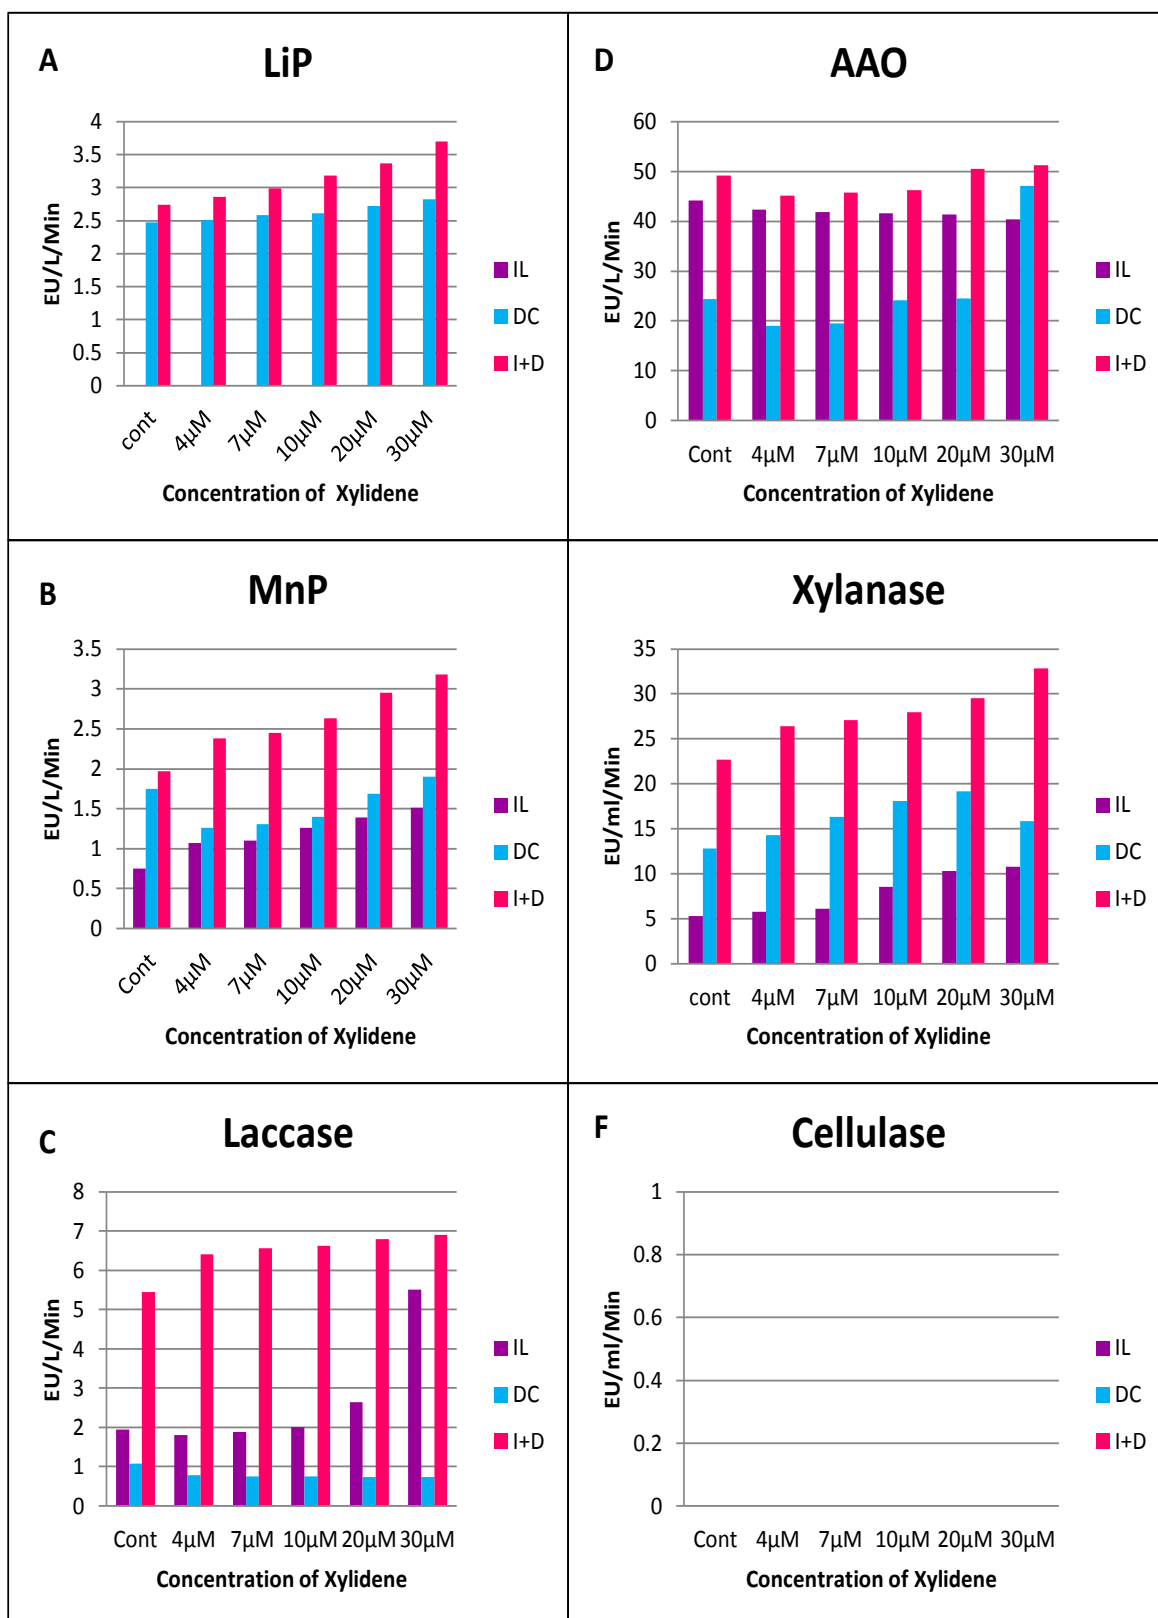 A
LiP
4
3.5
3
2.5
2
1.5
1
0.5
0
EU/L/Min
cont
4µM
7µM
10µM
20µM
30µM
Concentration of Xylidene
IL
DC
I+D
D
AAO
60
50
40
30
20
10
0
EU/L/Min
Cont 4µM 7µM 10µM 20µM 30µM
Concentration of Xylidene
IL
DC
I+D
B
MnP
3.5
3
2.5
2
1.5
1
0.5
0
EU/L/Min
Cont
4µM
7µM
10µM
20µM
30µM
Concentration of Xylidene
IL
DC
I+D
Xylanase
35
30
25
20
15
10
5
0
EU/ml/Min
cont 4µM 7µM 10µM 20µM 30µM
Concentration of Xylidine
IL
DC
I+D
C
Laccase
8
7
6
5
4
3
2
1
0
EU/L/Min
Cont 4µM 7µM 10µM 20µM 30µM
Concentration of Xylidene
IL
DC
I+D
F
Cellulase
1
0.8
0.6
0.4
0.2
0
EU/ml/Min
Cont 4µM 7µM 10µM 20µM 30µM
Concentration of Xylidene
IL
DC
I+D